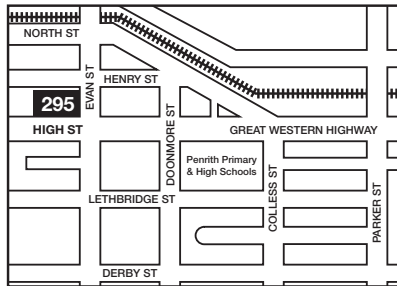 NORTH ST
EVAN ST
HENRY ST
295
HIGH ST
DOONMORE ST
GREAT WESTERN HIGHWAY
Penrith Primary
& High Schools
COLLESS ST
PARKER ST
LETHBRIDGE ST
DERBY ST